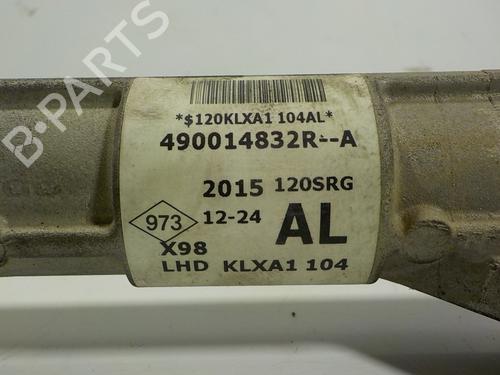 B-PARTS
*$120KLXA1 104AL*
490014832R--A
2015 120SRG
973 12-24 AL
X98
LHD KLXA1 104